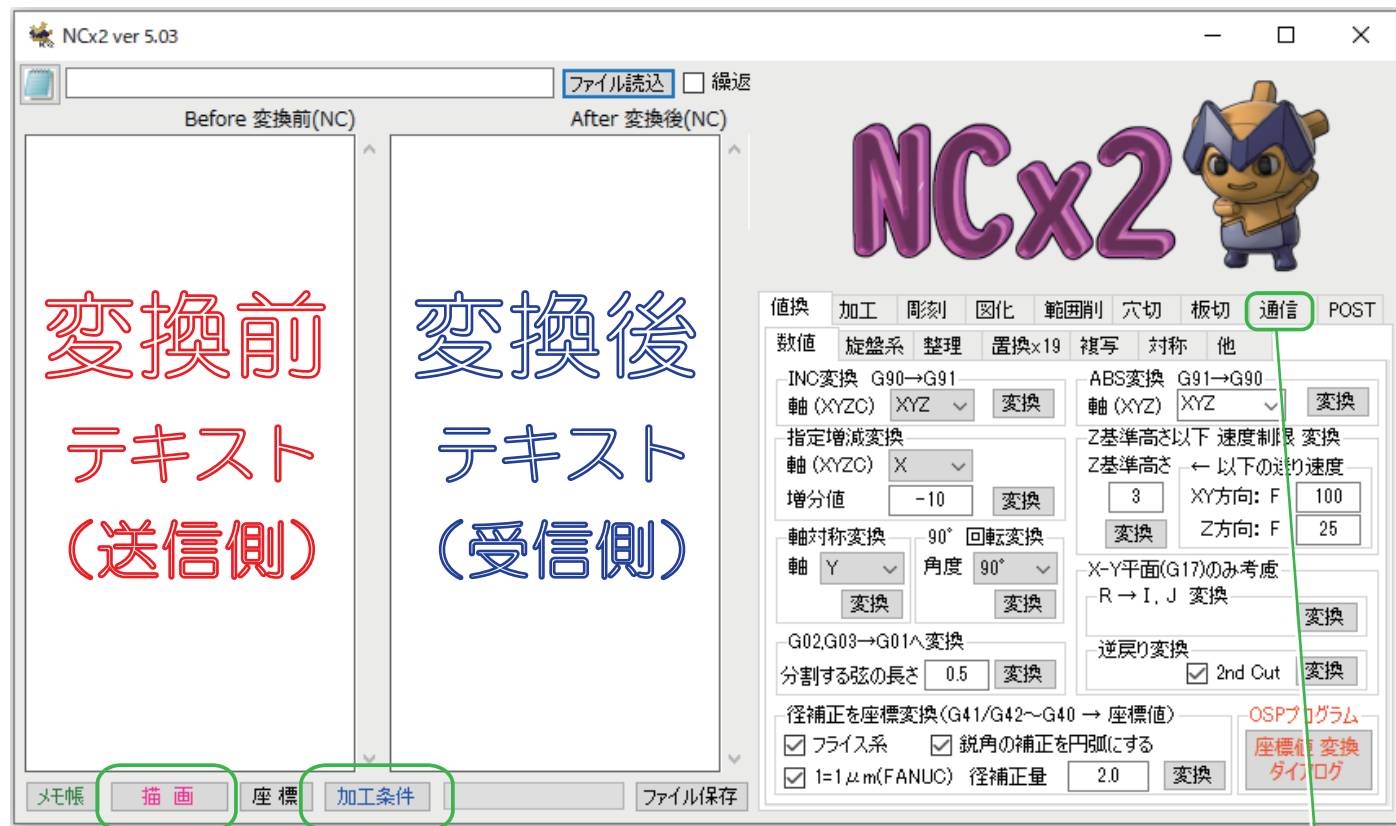 NCx2 ver 5.03
ファイル読込 繰返
Before 変換前(NC) After 変換後(NC)
変換前
テキスト
(送信側)
変換後
テキスト
(受信側)
メモ帳 描 画 座 標 加工条件 ファイル保存
NCx2
値換 加工 彫刻 図化 範囲削 穴切 板切 通信 POST
数値 旋盤系 整理 置換x19 複写 対称 他
INC変換 G90→G91
軸(XYZC) XYZ 変換
ABS変換 G91→G90
軸(XYZ) XYZ 変換
指定増減変換
軸(XYZC) X
増分値 -10 変換
Z基準高さ以下 速度制限 変換
Z基準高さ ← 以下の送り速度
3 XY方向: F 100
変換 Z方向: F 25
軸対称変換
軸 Y
変換
90° 回転変換
角度 90°
変換
X-Y平面(G17)のみ考慮
R→I, J 変換
変換
G02,G03→G01へ変換
分割する弦の長さ 0.5 変換
逆戻り変換
2nd Cut 変換
径補正を座標変換(G41/G42~G40 → 座標値)
フライス系 鋭角の補正を円弧にする
1=1μm(FANUC) 径補正量 2.0 変換
OSPプログラム
座標値 変換
ダイアログ